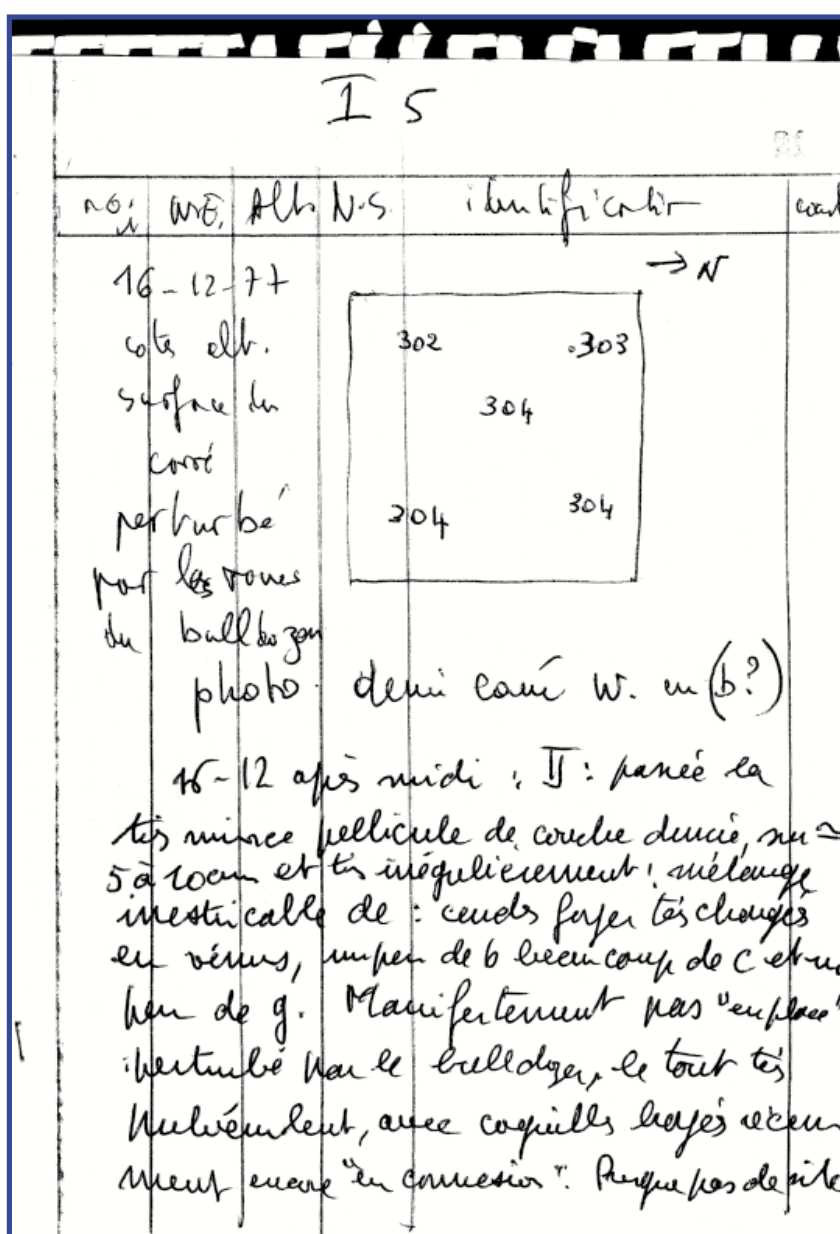 I 5
no: W.E. Alt. N.S. identification
16-12-77 → N
cotes alt. 302 .303
surface du 304
carré
perturbé 304 304
par les roues
du bulldozer
photo. demi carré W. en (b?)
16-12 après midi : II : passé la
très mince pellicule de couche durcie, sur ≃
5 à 10cm et très irrégulièrement : mélange
inextricable de : cendres foyer très chargés
en vénus, un peu de b beaucoup de c et un
peu de g. Manifestement pas "en place"
perturbé par le bulldozer, le tout très
pulvérulent, avec coquilles broyés récem
ment encore "en connexion". Presque pas de sile